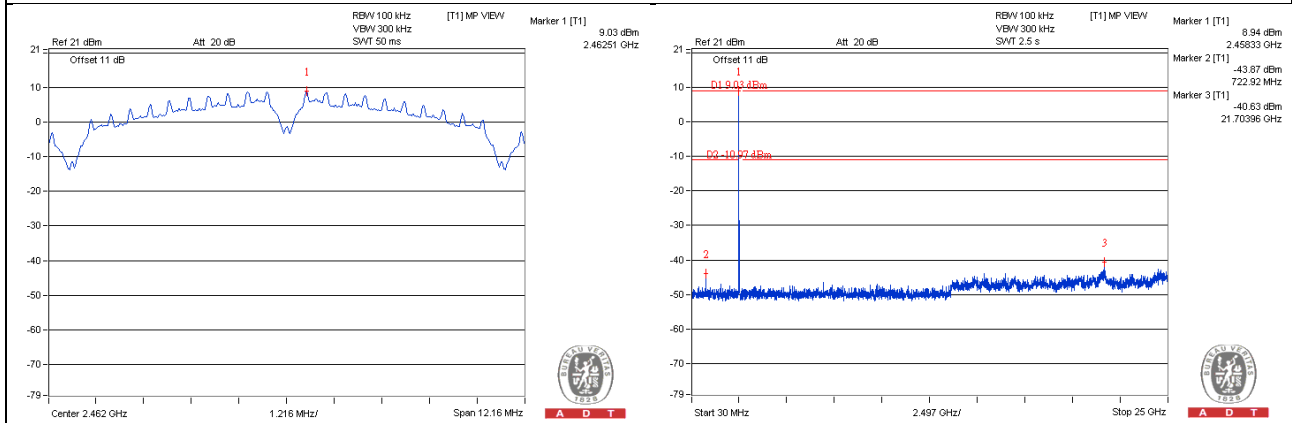 RBW 100 kHz [T1] MP VIEW
VBW 300 kHz
Ref 21 dBm Att 20 dB SWT 50 ms
Marker 1 [T1]
9.03 dBm
2.46251 GHz
21
Offset 11 dB
1
10
0
-10
-20
-30
-40
-50
-60
-70
-79
Center 2.462 GHz 1.216 MHz/ Span 12.16 MHz
BUREAU VERITAS
1828
A D T
RBW 100 kHz [T1] MP VIEW
VBW 300 kHz
Ref 21 dBm Att 20 dB SWT 2.5 s
Marker 1 [T1]
8.94 dBm
2.45833 GHz
Marker 2 [T1]
-43.87 dBm
722.92 MHz
Marker 3 [T1]
-40.63 dBm
21.70396 GHz
21
Offset 11 dB
1
D1 9.03 dBm
10
0
-10
D2 -10.97 dBm
-20
-30
3
2
-40
-50
-60
-70
-79
Start 30 MHz 2.497 GHz/ Stop 25 GHz
BUREAU VERITAS
1828
A D T